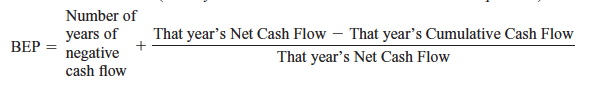 Number of
years of
BEP = negative + That year's Net Cash Flow − That year's Cumulative Cash Flow
That year's Net Cash Flow
cash flow